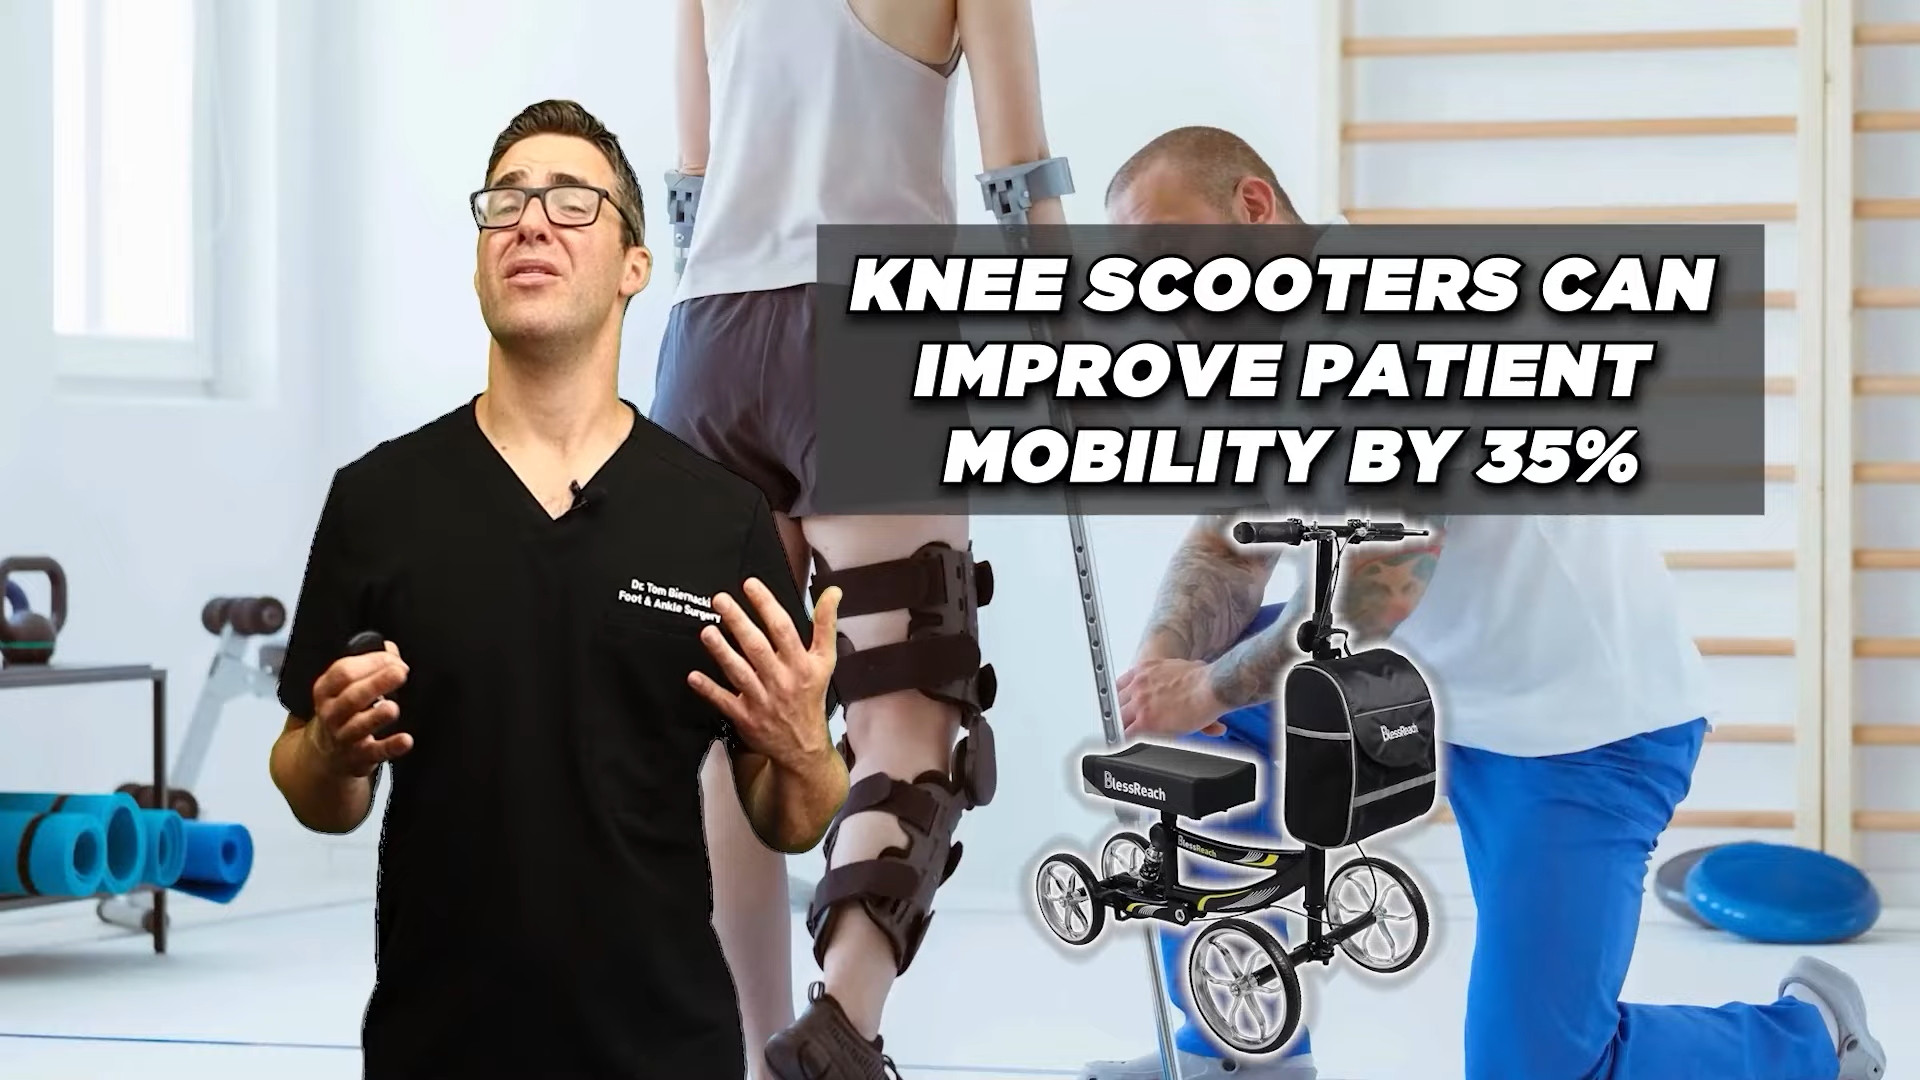 KNEE SCOOTERS CAN
IMPROVE PATIENT
MOBILITY BY 35%
Dr. Tom Biernacki
Foot & Ankle Surgery
BlessReach
BlessReach
BlessReach